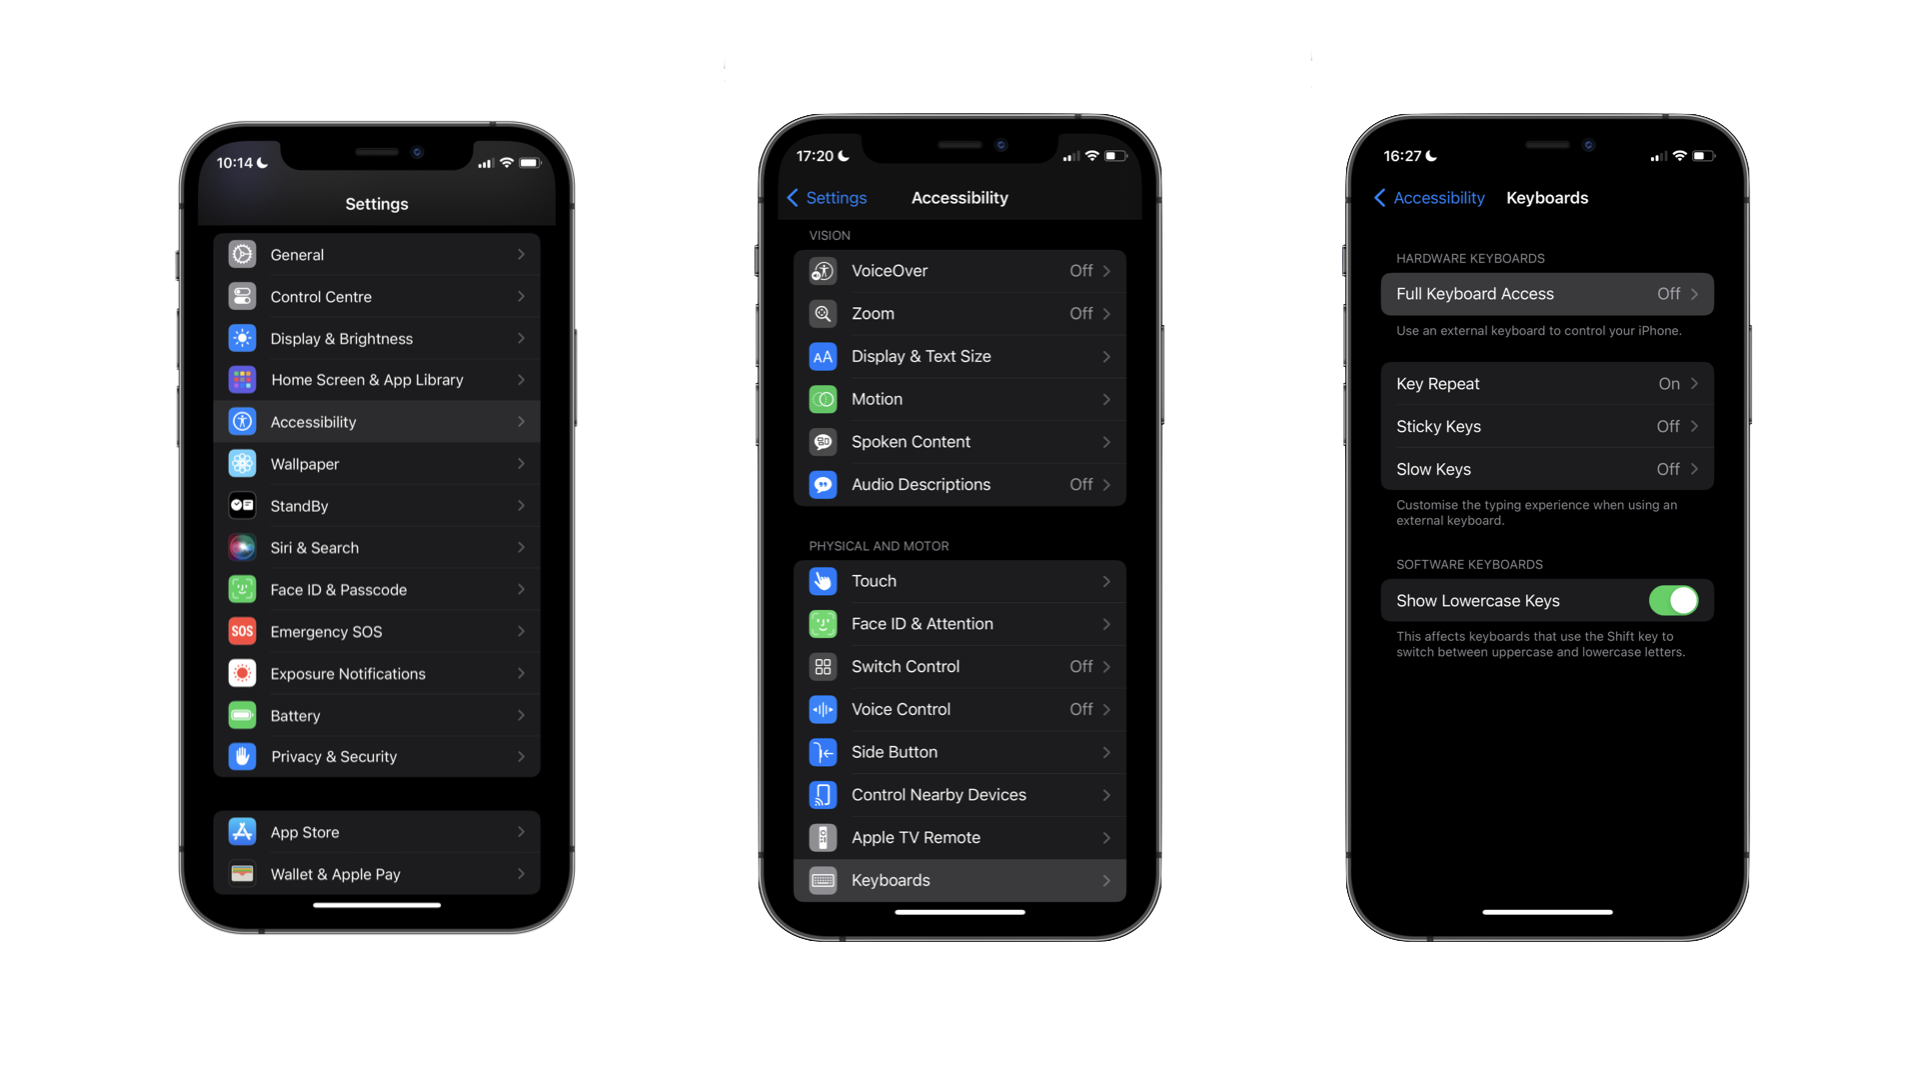 10:14
Settings
General
Control Centre
Display & Brightness
Home Screen & App Library
Accessibility
Wallpaper
StandBy
Siri & Search
Face ID & Passcode
SOS Emergency SOS
Exposure Notifications
Battery
Privacy & Security
App Store
Wallet & Apple Pay
17:20
Settings Accessibility
VISION
VoiceOver Off
Zoom Off
AA Display & Text Size
Motion
Spoken Content
Audio Descriptions Off
PHYSICAL AND MOTOR
Touch
Face ID & Attention
Switch Control Off
Voice Control Off
Side Button
Control Nearby Devices
Apple TV Remote
Keyboards
16:27
Accessibility Keyboards
HARDWARE KEYBOARDS
Full Keyboard Access Off
Use an external keyboard to control your iPhone.
Key Repeat On
Sticky Keys Off
Slow Keys Off
Customise the typing experience when using an
external keyboard.
SOFTWARE KEYBOARDS
Show Lowercase Keys
This affects keyboards that use the Shift key to
switch between uppercase and lowercase letters.